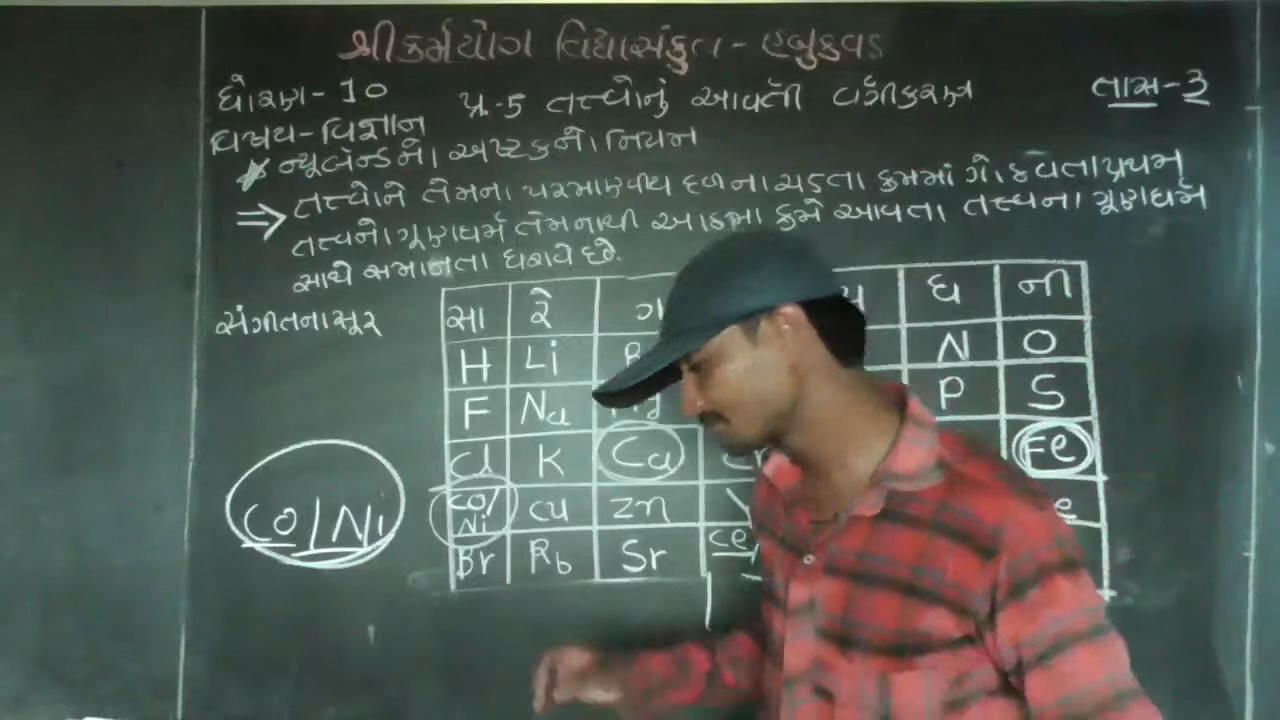 શ્રી કર્મયોગ વિદ્યાસંકુલ - હબુકવડ
ધોરણ - 10
પ્ર.-5 તત્ત્વોનું આવર્તી વર્ગીકરણ
તાસ - 3
વિષય - વિજ્ઞાન
ન્યૂલેન્ડનો અષ્ટકનો નિયમ
⇒ તત્ત્વોને તેમના પરમાણ્વીય દળના ચડતા ક્રમમાં ગોઠવતા પ્રથમ
તત્ત્વનો ગૂણધર્મ તેમનાથી આઠમા ક્રમે આવતા તત્ત્વના ગૂણધર્મ
સાથે સમાનતા ધરાવે છે.
સંગીતના સૂર
સા રે ગ ધ ની
H Li N O
F Na P S
Cl K Ca Cr Fe
Co/Ni Cu Zn
Br Rb Sr Ce
Co/Ni